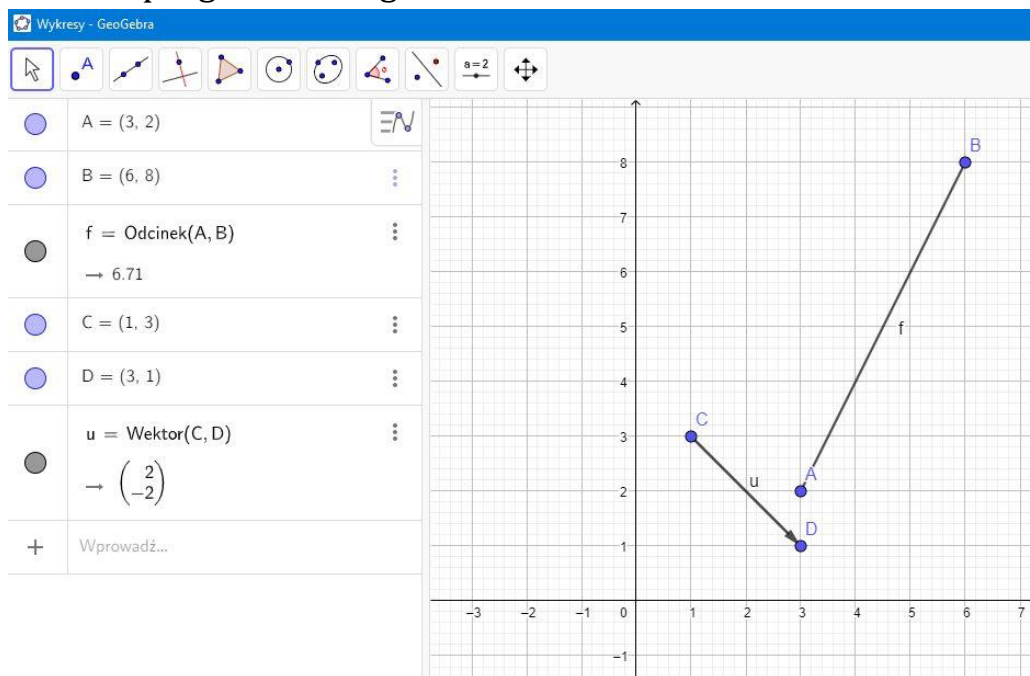 Wykresy - GeoGebra
A
a=2
A = (3, 2)
B = (6, 8)
f = Odcinek(A, B)
→ 6.71
C = (1, 3)
D = (3, 1)
u = Wektor(C, D)
→ (2
−2)
+ Wprowadź...
B
8
7
6
f
5
4
C
3
u
A
2
D
1
−3 −2 −1 0 1 2 3 4 5 6 7
−1